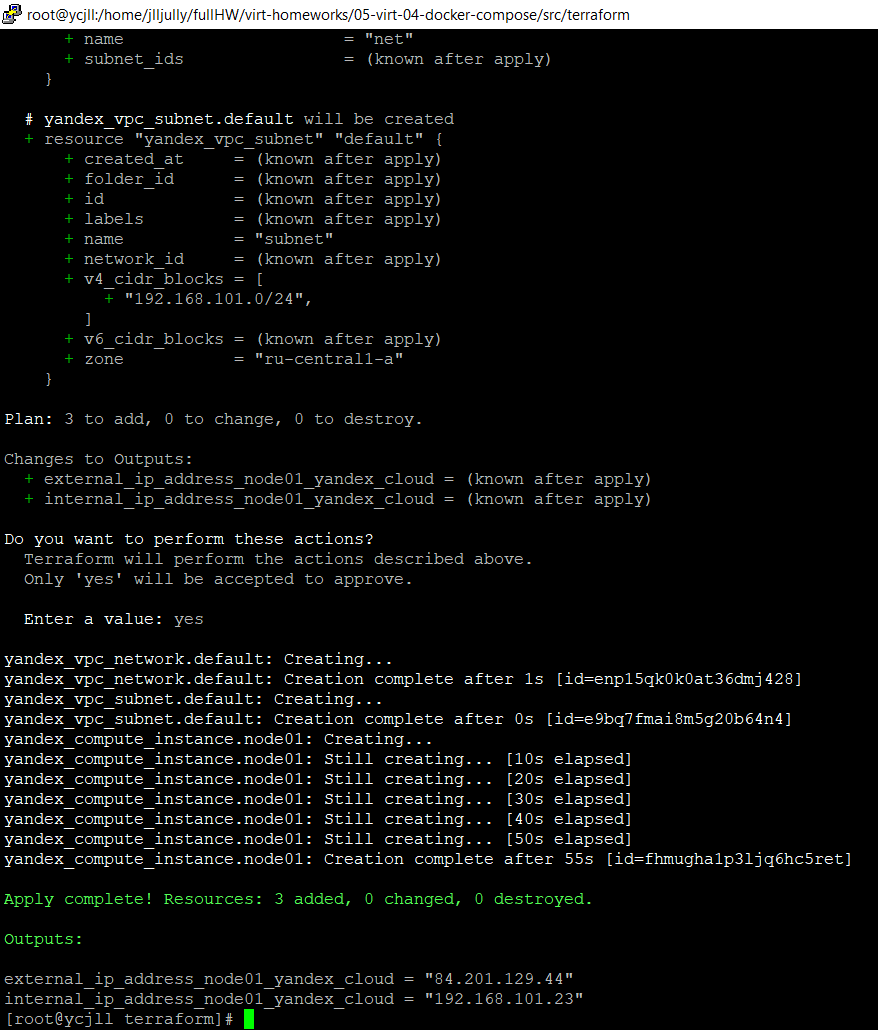 root@ycjll:/home/jlljully/fullHW/virt-homeworks/05-virt-04-docker-compose/src/terraform
      + name                      = "net"
      + subnet_ids                = (known after apply)
    }

  # yandex_vpc_subnet.default will be created
  + resource "yandex_vpc_subnet" "default" {
      + created_at     = (known after apply)
      + folder_id      = (known after apply)
      + id             = (known after apply)
      + labels         = (known after apply)
      + name           = "subnet"
      + network_id     = (known after apply)
      + v4_cidr_blocks = [
          + "192.168.101.0/24",
        ]
      + v6_cidr_blocks = (known after apply)
      + zone           = "ru-central1-a"
    }

Plan: 3 to add, 0 to change, 0 to destroy.

Changes to Outputs:
  + external_ip_address_node01_yandex_cloud = (known after apply)
  + internal_ip_address_node01_yandex_cloud = (known after apply)

Do you want to perform these actions?
  Terraform will perform the actions described above.
  Only 'yes' will be accepted to approve.

  Enter a value: yes

yandex_vpc_network.default: Creating...
yandex_vpc_network.default: Creation complete after 1s [id=enp15qk0k0at36dmj428]
yandex_vpc_subnet.default: Creating...
yandex_vpc_subnet.default: Creation complete after 0s [id=e9bq7fmai8m5g20b64n4]
yandex_compute_instance.node01: Creating...
yandex_compute_instance.node01: Still creating... [10s elapsed]
yandex_compute_instance.node01: Still creating... [20s elapsed]
yandex_compute_instance.node01: Still creating... [30s elapsed]
yandex_compute_instance.node01: Still creating... [40s elapsed]
yandex_compute_instance.node01: Still creating... [50s elapsed]
yandex_compute_instance.node01: Creation complete after 55s [id=fhmugha1p3ljq6hc5ret]

Apply complete! Resources: 3 added, 0 changed, 0 destroyed.

Outputs:

external_ip_address_node01_yandex_cloud = "84.201.129.44"
internal_ip_address_node01_yandex_cloud = "192.168.101.23"
[root@ycjll terraform]#